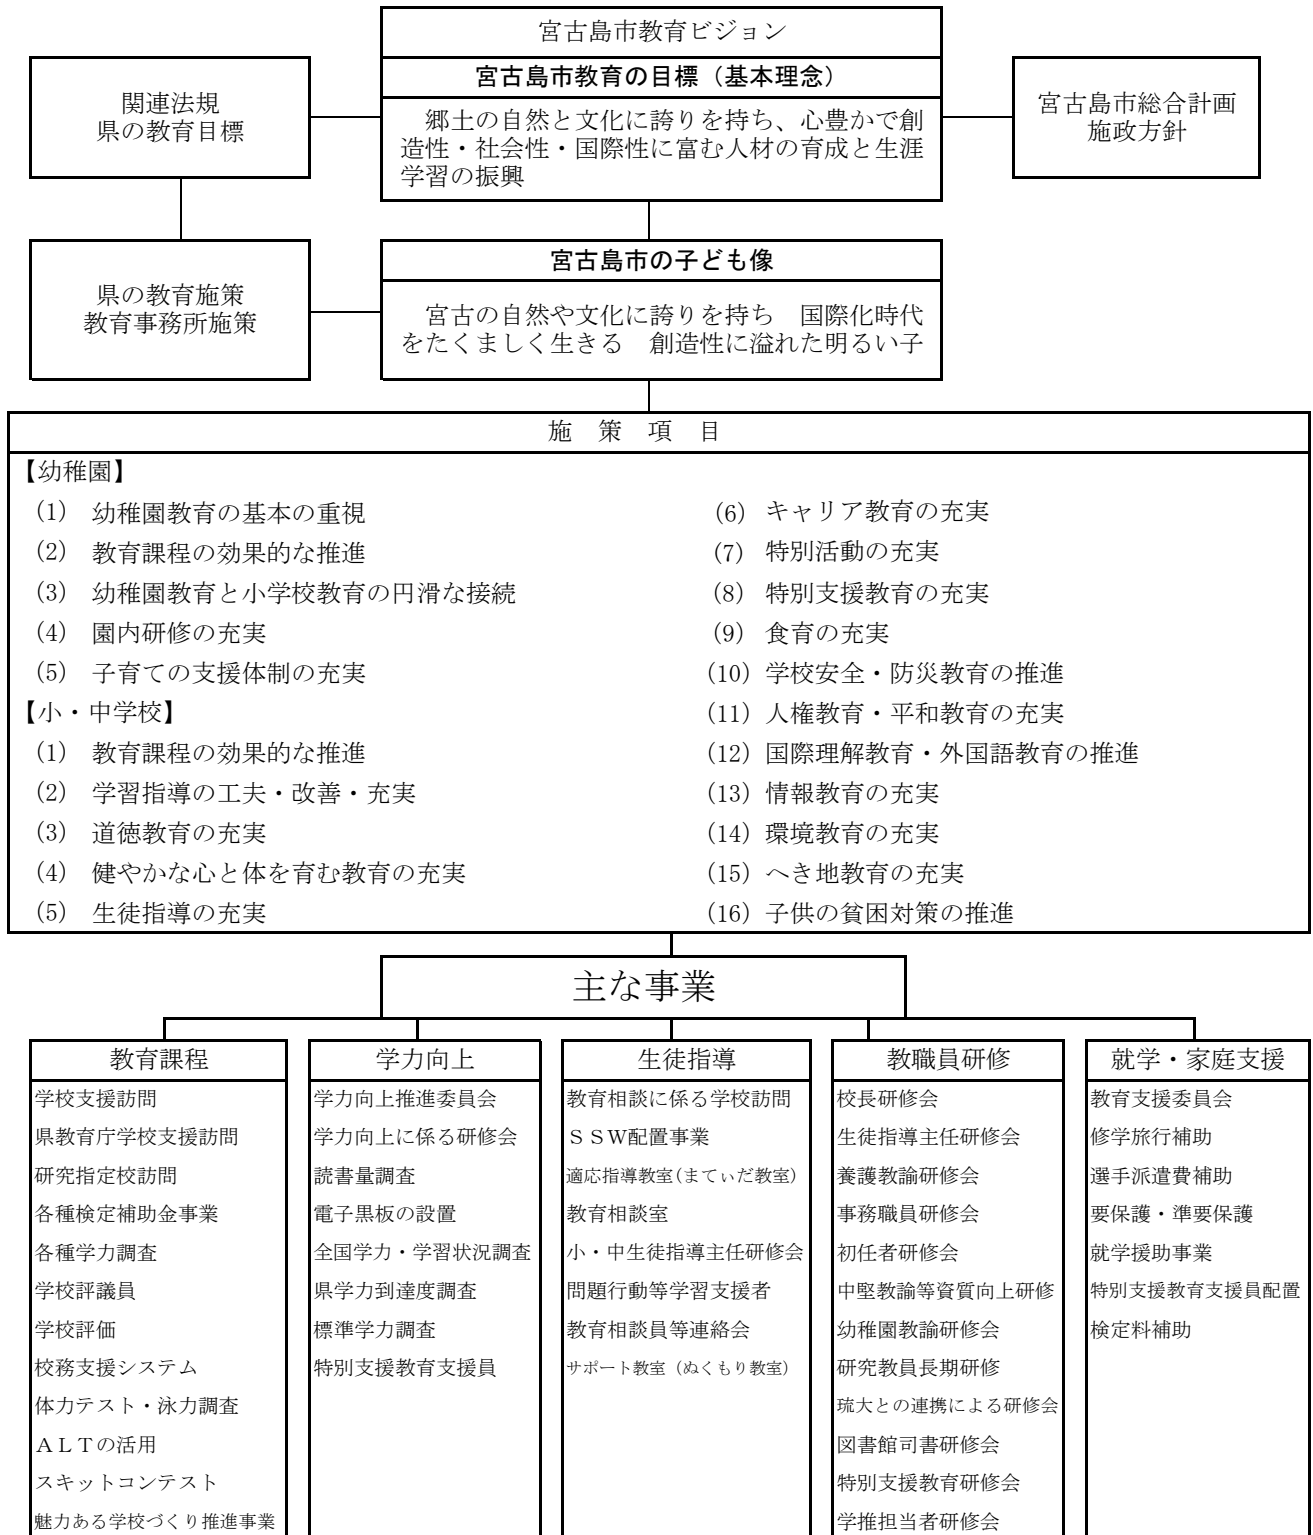 宮古島市教育ビジョン
宮古島市教育の目標（基本理念）
郷土の自然と文化に誇りを持ち、心豊かで創
造性・社会性・国際性に富む人材の育成と生涯
学習の振興
関連法規
県の教育目標
宮古島市総合計画
施政方針
県の教育施策
教育事務所施策
宮古島市の子ども像
宮古の自然や文化に誇りを持ち　国際化時代
をたくましく生きる　創造性に溢れた明るい子
施　策　項　目
【幼稚園】
(1)　幼稚園教育の基本の重視
(2)　教育課程の効果的な推進
(3)　幼稚園教育と小学校教育の円滑な接続
(4)　園内研修の充実
(5)　子育ての支援体制の充実
【小・中学校】
(1)　教育課程の効果的な推進
(2)　学習指導の工夫・改善・充実
(3)　道徳教育の充実
(4)　健やかな心と体を育む教育の充実
(5)　生徒指導の充実
(6)　キャリア教育の充実
(7)　特別活動の充実
(8)　特別支援教育の充実
(9)　食育の充実
(10)　学校安全・防災教育の推進
(11)　人権教育・平和教育の充実
(12)　国際理解教育・外国語教育の推進
(13)　情報教育の充実
(14)　環境教育の充実
(15)　へき地教育の充実
(16)　子供の貧困対策の推進
主な事業
教育課程
学校支援訪問
県教育庁学校支援訪問
研究指定校訪問
各種検定補助金事業
各種学力調査
学校評議員
学校評価
校務支援システム
体力テスト・泳力調査
ＡＬＴの活用
スキットコンテスト
魅力ある学校づくり推進事業
学力向上
学力向上推進委員会
学力向上に係る研修会
読書量調査
電子黒板の設置
全国学力・学習状況調査
県学力到達度調査
標準学力調査
特別支援教育支援員
生徒指導
教育相談に係る学校訪問
ＳＳＷ配置事業
適応指導教室(まてぃだ教室)
教育相談室
小・中生徒指導主任研修会
問題行動等学習支援者
教育相談員等連絡会
サポート教室（ぬくもり教室）
教職員研修
校長研修会
生徒指導主任研修会
養護教諭研修会
事務職員研修会
初任者研修会
中堅教諭等資質向上研修
幼稚園教諭研修会
研究教員長期研修
琉大との連携による研修会
図書館司書研修会
特別支援教育研修会
学推担当者研修会
就学・家庭支援
教育支援委員会
修学旅行補助
選手派遣費補助
要保護・準要保護
就学援助事業
特別支援教育支援員配置
検定料補助